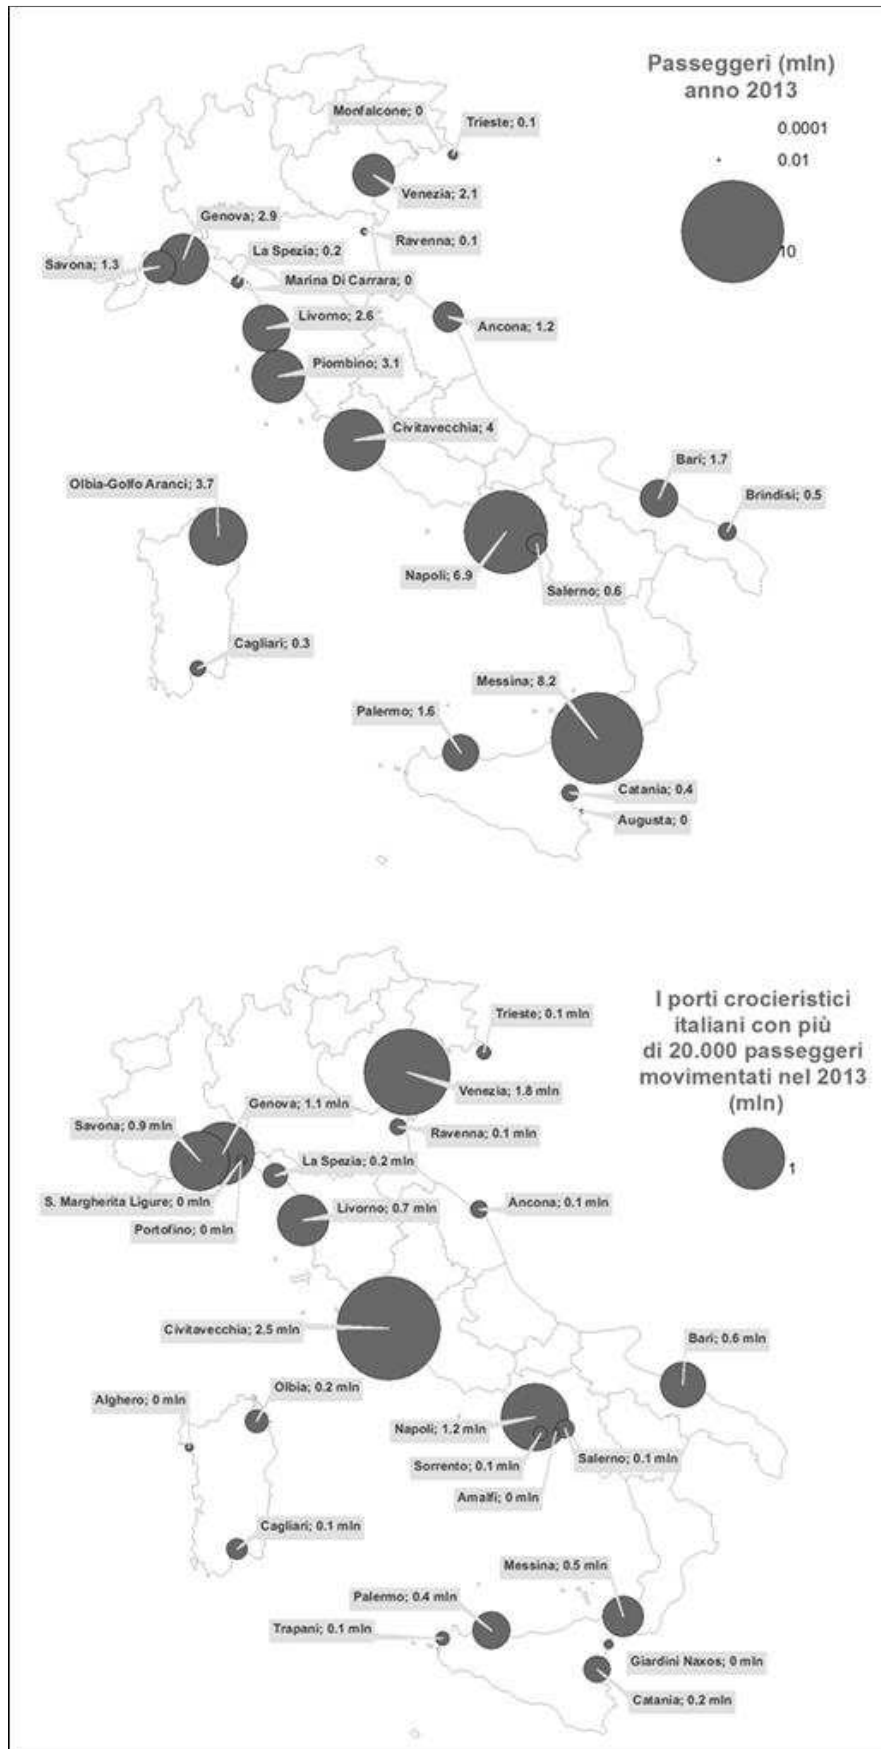 Passeggeri (mln)
anno 2013
0.0001
0.01
10
Monfalcone; 0
Trieste; 0.1
Venezia; 2.1
Genova; 2.9
Ravenna; 0.1
La Spezia; 0.2
Savona; 1.3
Marina Di Carrara; 0
Livorno; 2.6
Ancona; 1.2
Piombino; 3.1
Civitavecchia; 4
Bari; 1.7
Olbia-Golfo Aranci; 3.7
Brindisi; 0.5
Napoli; 6.9
Salerno; 0.6
Cagliari; 0.3
Messina; 8.2
Palermo; 1.6
Catania; 0.4
Augusta; 0
I porti crocieristici
italiani con più
di 20.000 passeggeri
movimentati nel 2013
(mln)
1
Trieste; 0.1 mln
Venezia; 1.8 mln
Genova; 1.1 mln
Savona; 0.9 mln
Ravenna; 0.1 mln
La Spezia; 0.2 mln
S. Margherita Ligure; 0 mln
Livorno; 0.7 mln
Ancona; 0.1 mln
Portofino; 0 mln
Civitavecchia; 2.5 mln
Bari; 0.6 mln
Olbia; 0.2 mln
Alghero; 0 mln
Napoli; 1.2 mln
Sorrento; 0.1 mln
Salerno; 0.1 mln
Amalfi; 0 mln
Cagliari; 0.1 mln
Messina; 0.5 mln
Palermo; 0.4 mln
Trapani; 0.1 mln
Giardini Naxos; 0 mln
Catania; 0.2 mln